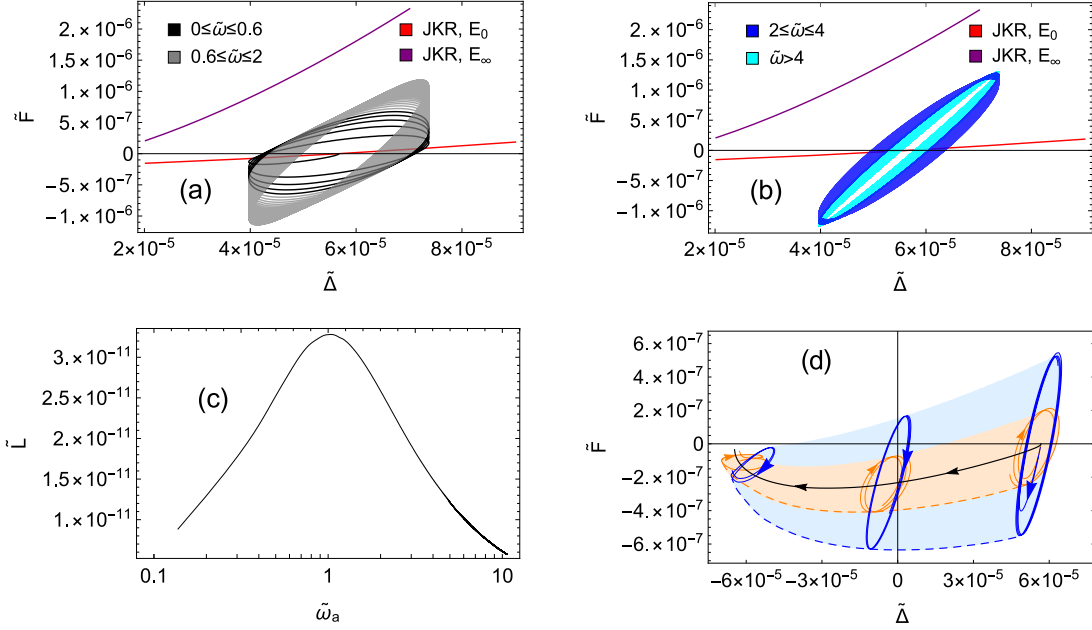 2.×10⁻⁶
1.5×10⁻⁶
1.×10⁻⁶
5.×10⁻⁷
0
−5.×10⁻⁷
−1.×10⁻⁶
F̃
0≤ω̃≤0.6
0.6≤ω̃≤2
JKR, E₀
JKR, E∞
(a)
2×10⁻⁵
4×10⁻⁵
6×10⁻⁵
8×10⁻⁵
Δ̃
2.×10⁻⁶
1.5×10⁻⁶
1.×10⁻⁶
5.×10⁻⁷
0
−5.×10⁻⁷
−1.×10⁻⁶
F̃
2≤ω̃≤4
ω̃>4
JKR, E₀
JKR, E∞
(b)
2×10⁻⁵
4×10⁻⁵
6×10⁻⁵
8×10⁻⁵
Δ̃
3.×10⁻¹¹
2.5×10⁻¹¹
2.×10⁻¹¹
1.5×10⁻¹¹
1.×10⁻¹¹
L̃
(c)
0.1
1
10
ω̃ₐ
6.×10⁻⁷
4.×10⁻⁷
2.×10⁻⁷
0
−2.×10⁻⁷
−4.×10⁻⁷
−6.×10⁻⁷
F̃
(d)
−6×10⁻⁵
−3×10⁻⁵
0
3×10⁻⁵
6×10⁻⁵
Δ̃